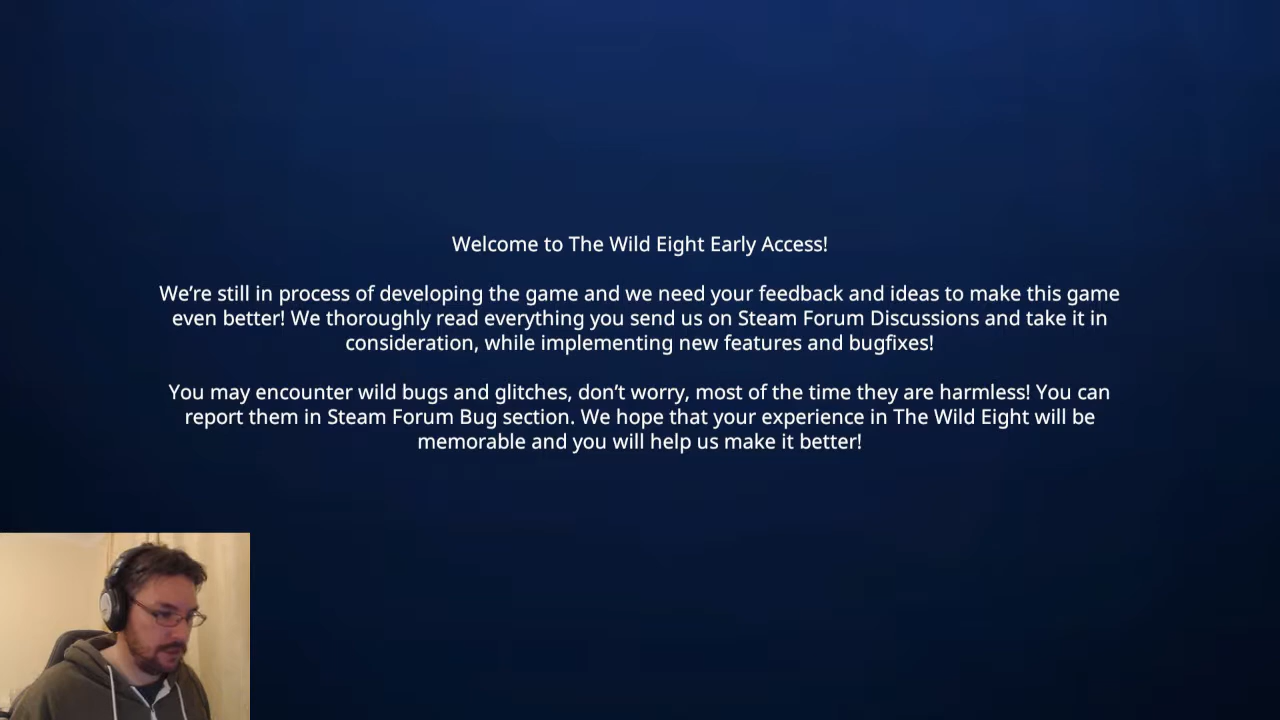 Welcome to The Wild Eight Early Access!
We’re still in process of developing the game and we need your feedback and ideas to make this game
even better! We thoroughly read everything you send us on Steam Forum Discussions and take it in
consideration, while implementing new features and bugfixes!
You may encounter wild bugs and glitches, don’t worry, most of the time they are harmless! You can
report them in Steam Forum Bug section. We hope that your experience in The Wild Eight will be
memorable and you will help us make it better!